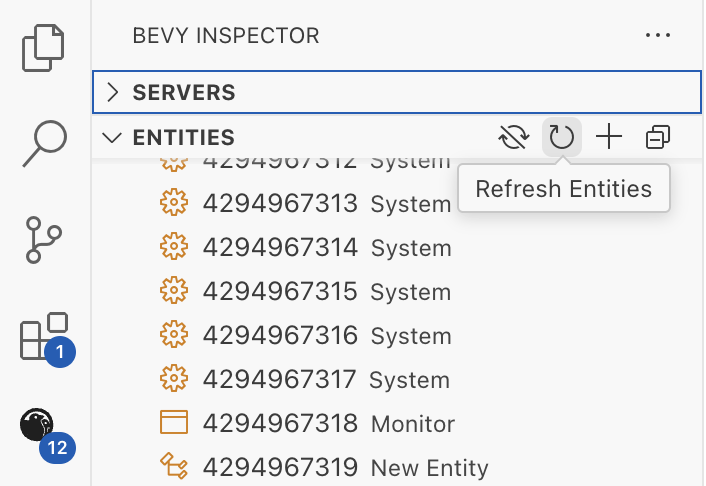 BEVY INSPECTOR
SERVERS
ENTITIES
Refresh Entities
4294967312 System
4294967313 System
4294967314 System
4294967315 System
4294967316 System
4294967317 System
4294967318 Monitor
4294967319 New Entity
1
12